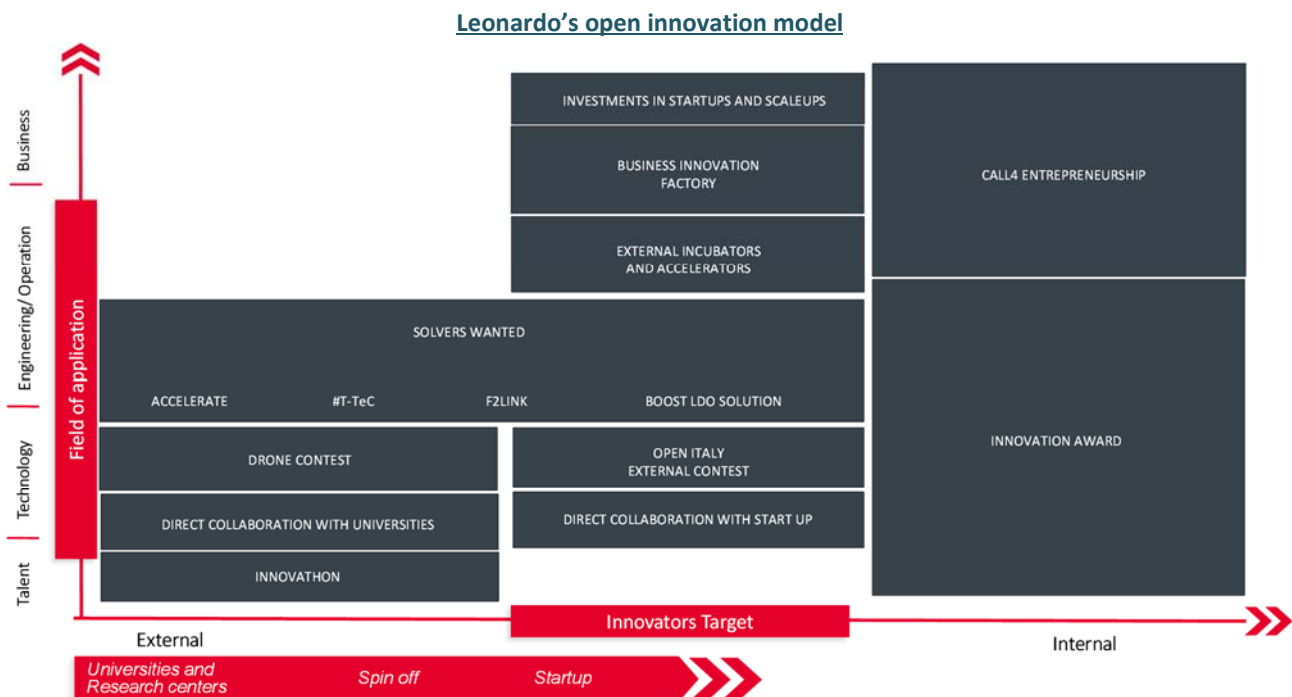 Leonardo's open innovation model
Business
Engineering/ Operation
Technology
Talent
Field of application
INVESTMENTS IN STARTUPS AND SCALEUPS
BUSINESS INNOVATION
FACTORY
EXTERNAL INCUBATORS
AND ACCELERATORS
CALL4 ENTREPRENEURSHIP
SOLVERS WANTED
ACCELERATE #T-TeC F2LINK BOOST LDO SOLUTION
DRONE CONTEST
OPEN ITALY
EXTERNAL CONTEST
INNOVATION AWARD
DIRECT COLLABORATION WITH UNIVERSITIES
DIRECT COLLABORATION WITH START UP
INNOVATHON
Innovators Target
External
Internal
Universities and
Research centers
Spin off
Startup